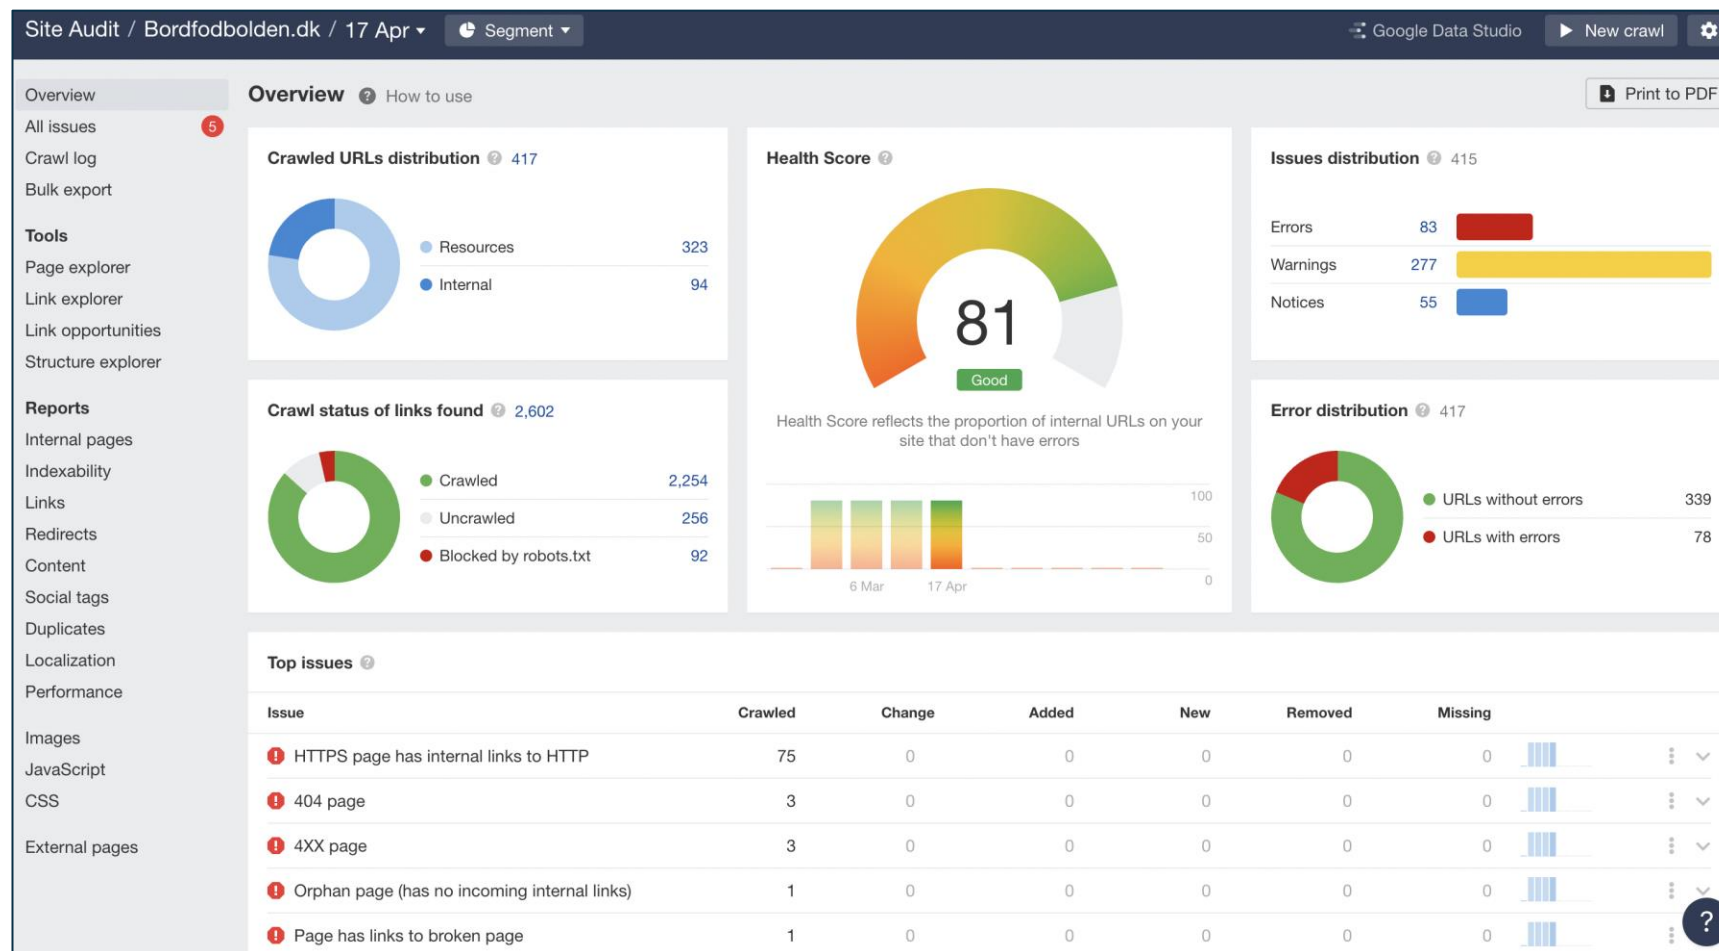 Site Audit / Bordfodbolden.dk / 17 Apr Segment Google Data Studio New crawl
Overview
All issues 5
Crawl log
Bulk export
Tools
Page explorer
Link explorer
Link opportunities
Structure explorer
Reports
Internal pages
Indexability
Links
Redirects
Content
Social tags
Duplicates
Localization
Performance
Images
JavaScript
CSS
External pages
Overview ? How to use Print to PDF
Crawled URLs distribution ? 417
Resources 323
Internal 94
Crawl status of links found ? 2,602
Crawled 2,254
Uncrawled 256
Blocked by robots.txt 92
Health Score ?
81
Good
Health Score reflects the proportion of internal URLs on your
site that don't have errors
100
50
0
6 Mar 17 Apr
Issues distribution ? 415
Errors 83
Warnings 277
Notices 55
Error distribution ? 417
URLs without errors 339
URLs with errors 78
Top issues ?
Issue Crawled Change Added New Removed Missing
HTTPS page has internal links to HTTP 75 0 0 0 0 0
404 page 3 0 0 0 0 0
4XX page 3 0 0 0 0 0
Orphan page (has no incoming internal links) 1 0 0 0 0 0
Page has links to broken page 1 0 0 0 0 0
?